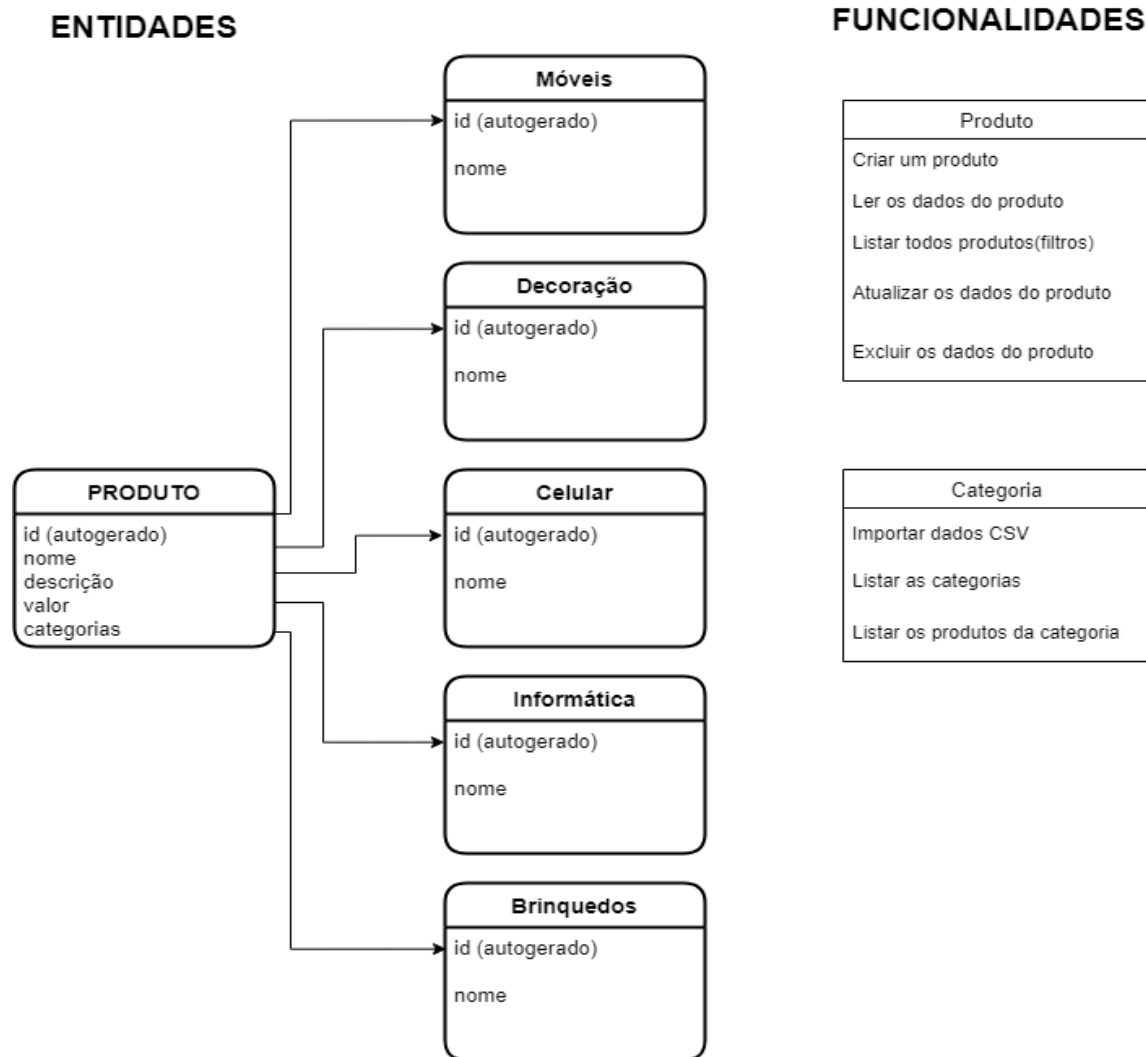 ENTIDADES
FUNCIONALIDADES
Móveis
id (autogerado)
nome
Decoração
id (autogerado)
nome
PRODUTO
id (autogerado)
nome
descrição
valor
categorias
Celular
id (autogerado)
nome
Informática
id (autogerado)
nome
Brinquedos
id (autogerado)
nome
Produto
Criar um produto
Ler os dados do produto
Listar todos produtos(filtros)
Atualizar os dados do produto
Excluir os dados do produto
Categoria
Importar dados CSV
Listar as categorias
Listar os produtos da categoria